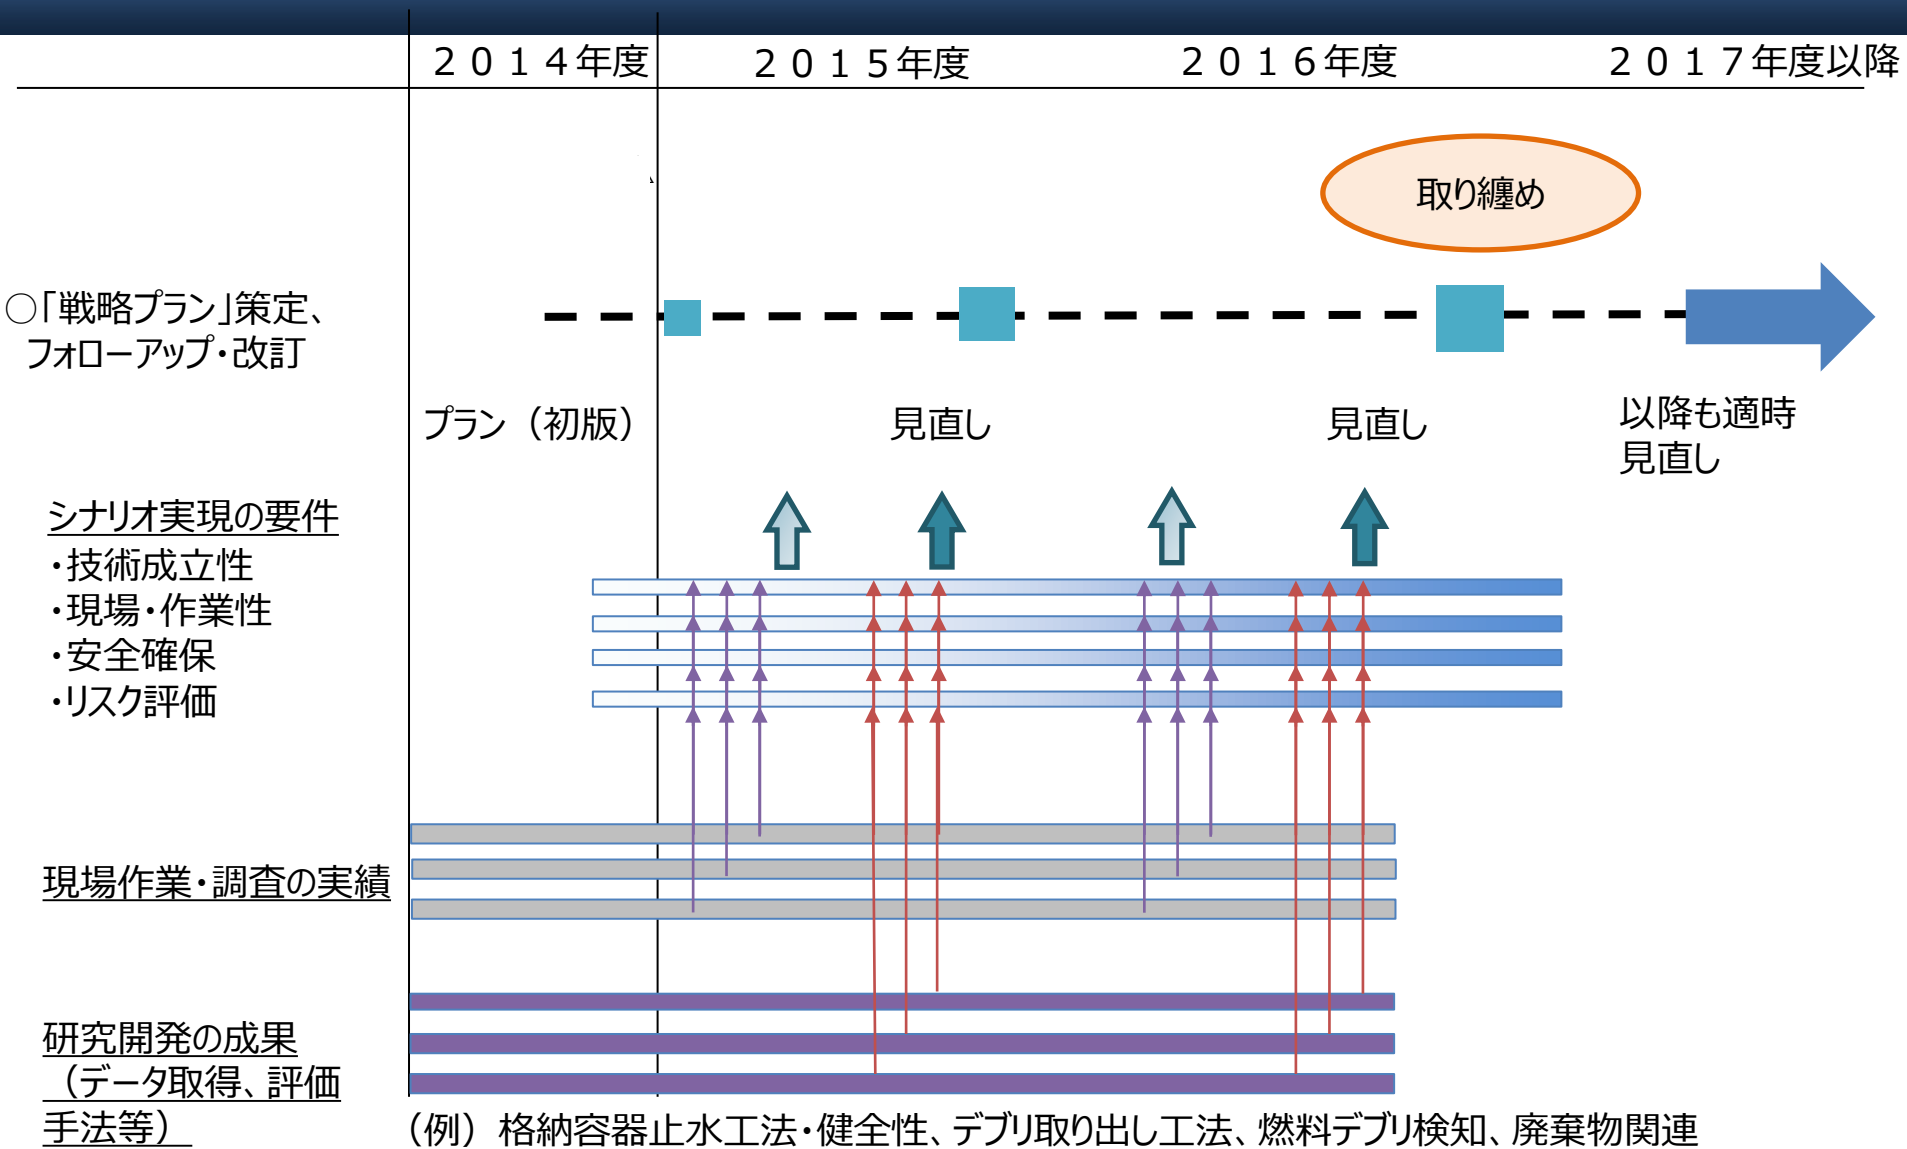 ２０１４年度
２０１５年度
２０１６年度
２０１７年度以降
取り纏め
○「戦略プラン」策定、
フォローアップ・改訂
プラン（初版）
見直し
見直し
以降も適時
見直し
シナリオ実現の要件
・技術成立性
・現場・作業性
・安全確保
・リスク評価
現場作業・調査の実績
研究開発の成果
（データ取得、評価
手法等）
（例）格納容器止水工法・健全性、デブリ取り出し工法、燃料デブリ検知、廃棄物関連